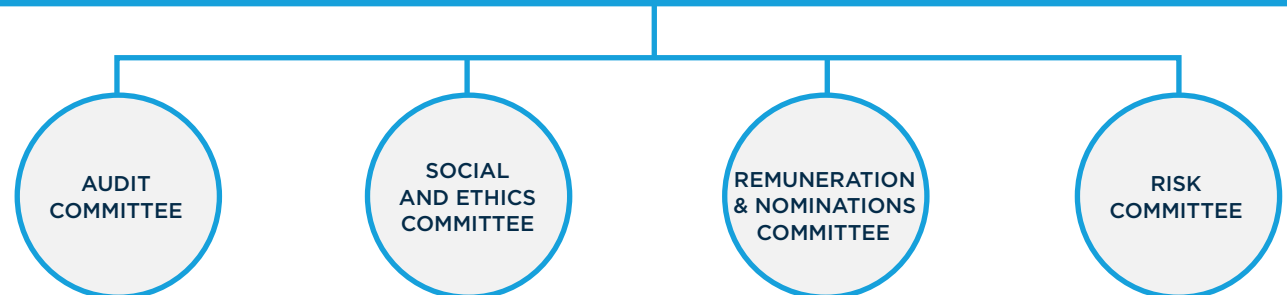 AUDIT
COMMITTEE
SOCIAL
AND ETHICS
COMMITTEE
REMUNERATION
& NOMINATIONS
COMMITTEE
RISK
COMMITTEE